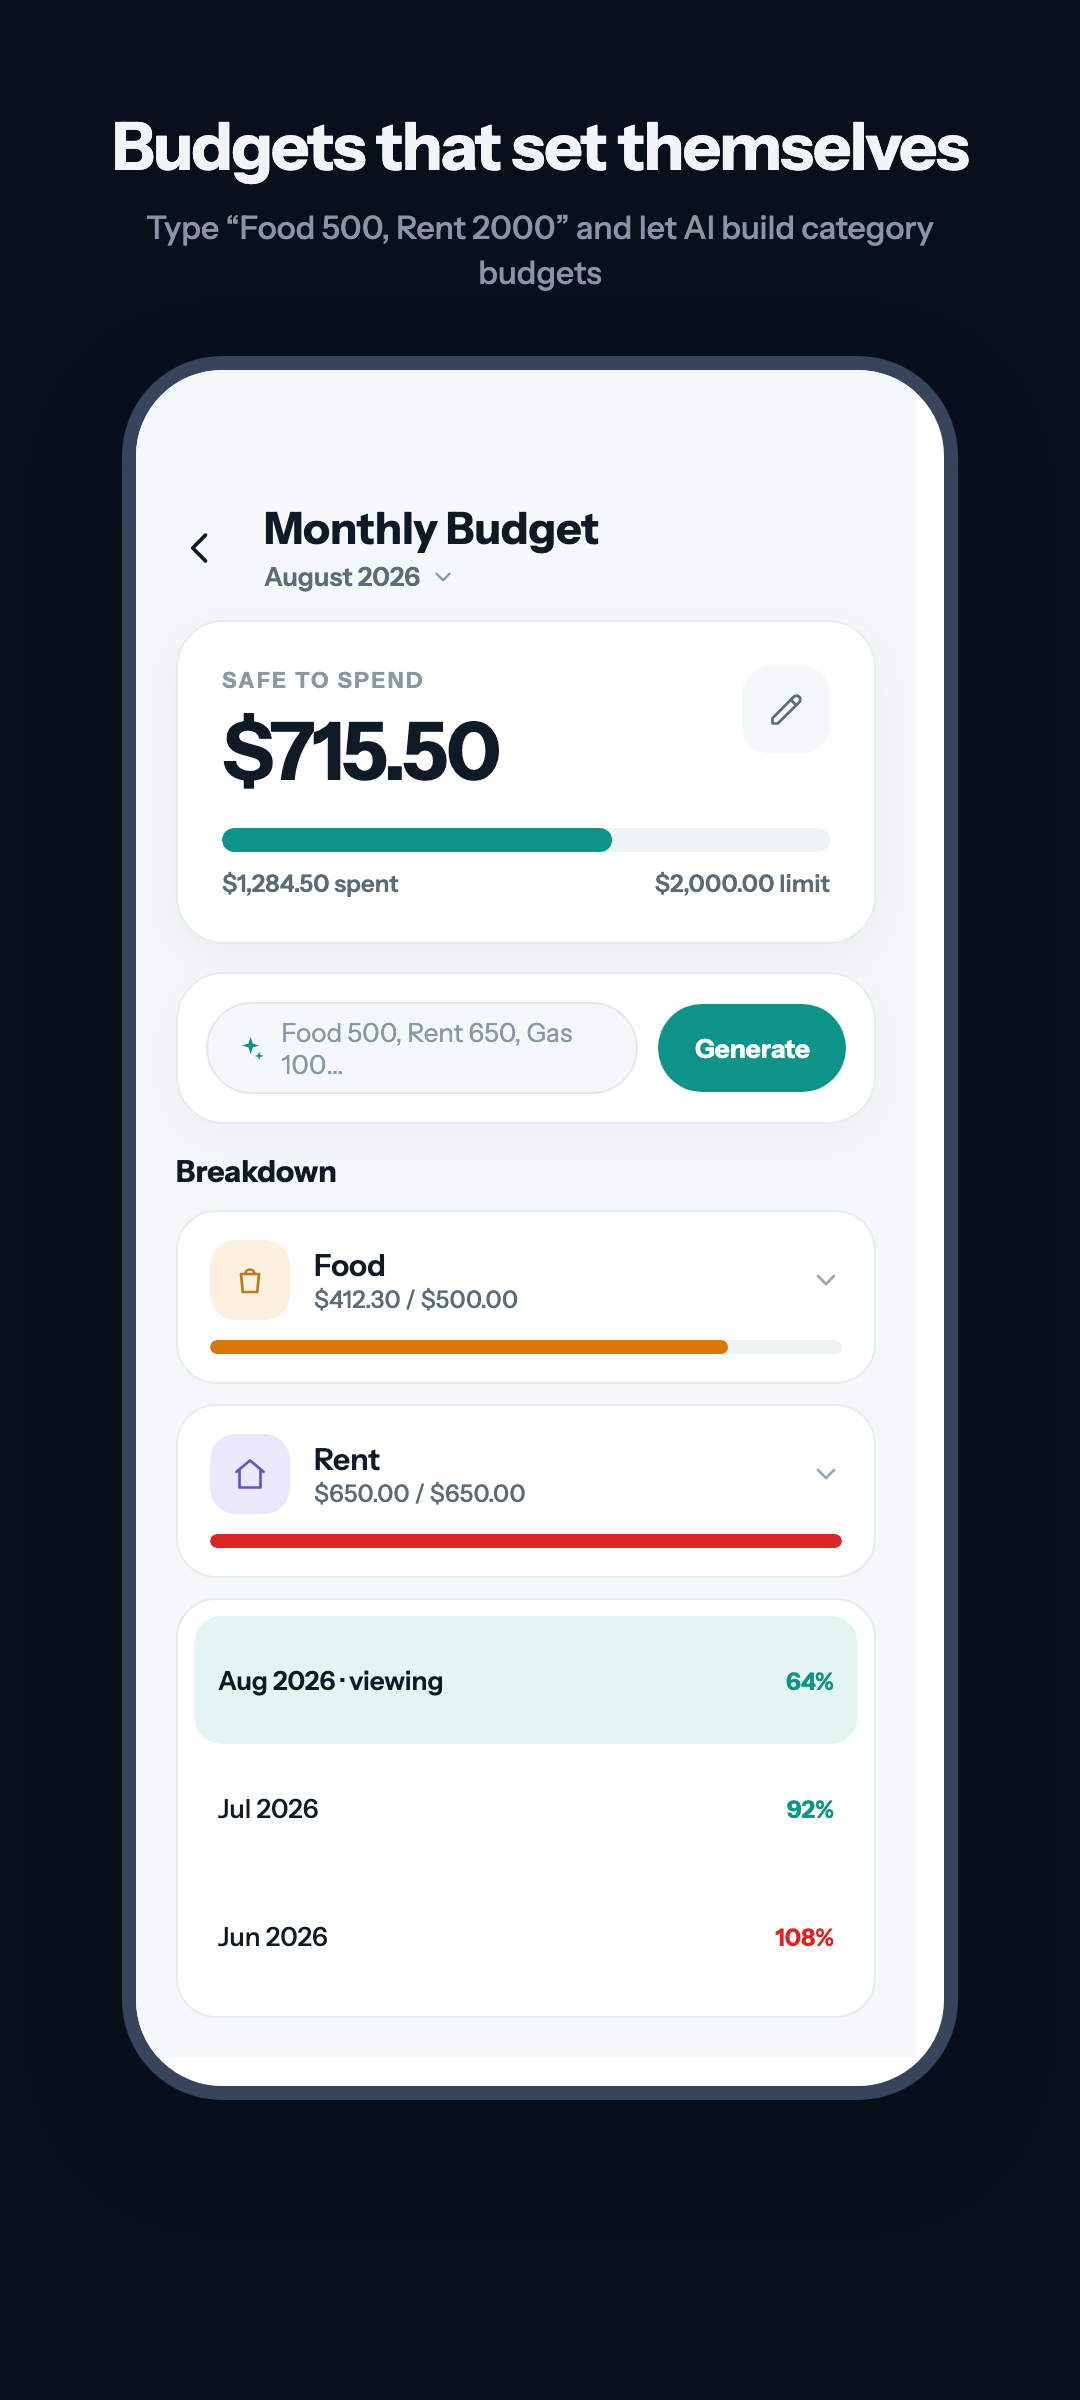 Budgets that set themselves
Type “Food 500, Rent 2000” and let AI build category
budgets
Monthly Budget
August 2026
SAFE TO SPEND
$715.50
$1,284.50 spent
$2,000.00 limit
Food 500, Rent 650, Gas
100...
Generate
Breakdown
Food
$412.30 / $500.00
Rent
$650.00 / $650.00
Aug 2026 · viewing
64%
Jul 2026
92%
Jun 2026
108%